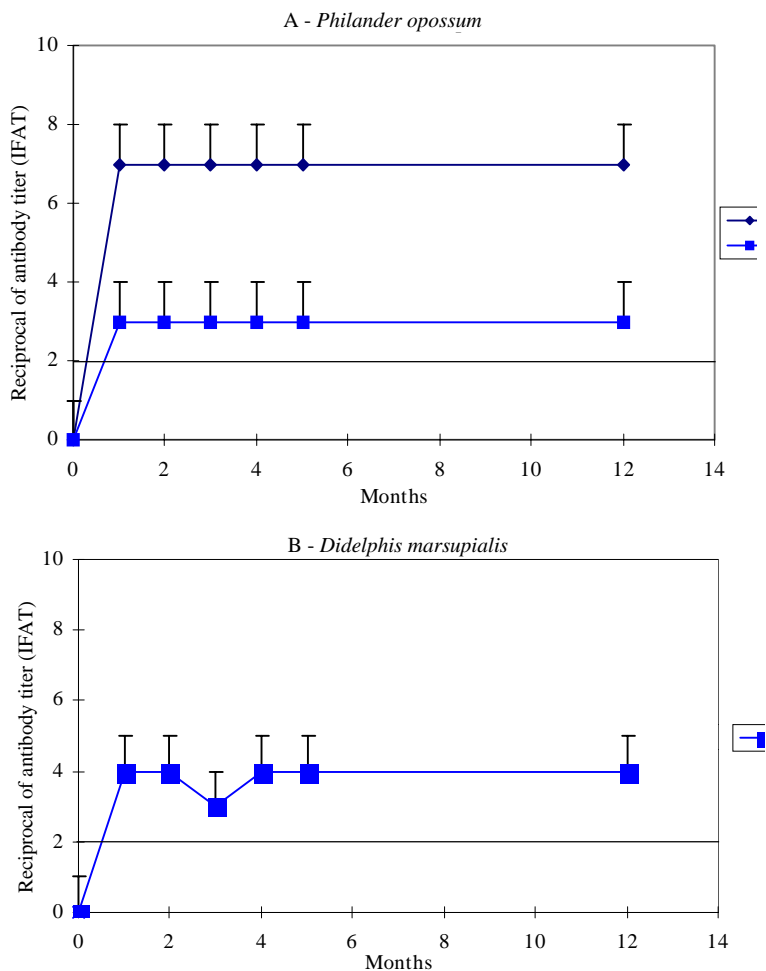 A - Philander opossum
10
8
6
4
2
0
Reciprocal of antibody titer (IFAT)
0 2 4 6 8 10 12 14
Months
B - Didelphis marsupialis
10
8
6
4
2
0
Reciprocal of antibody titer (IFAT)
0 2 4 6 8 10 12 14
Months